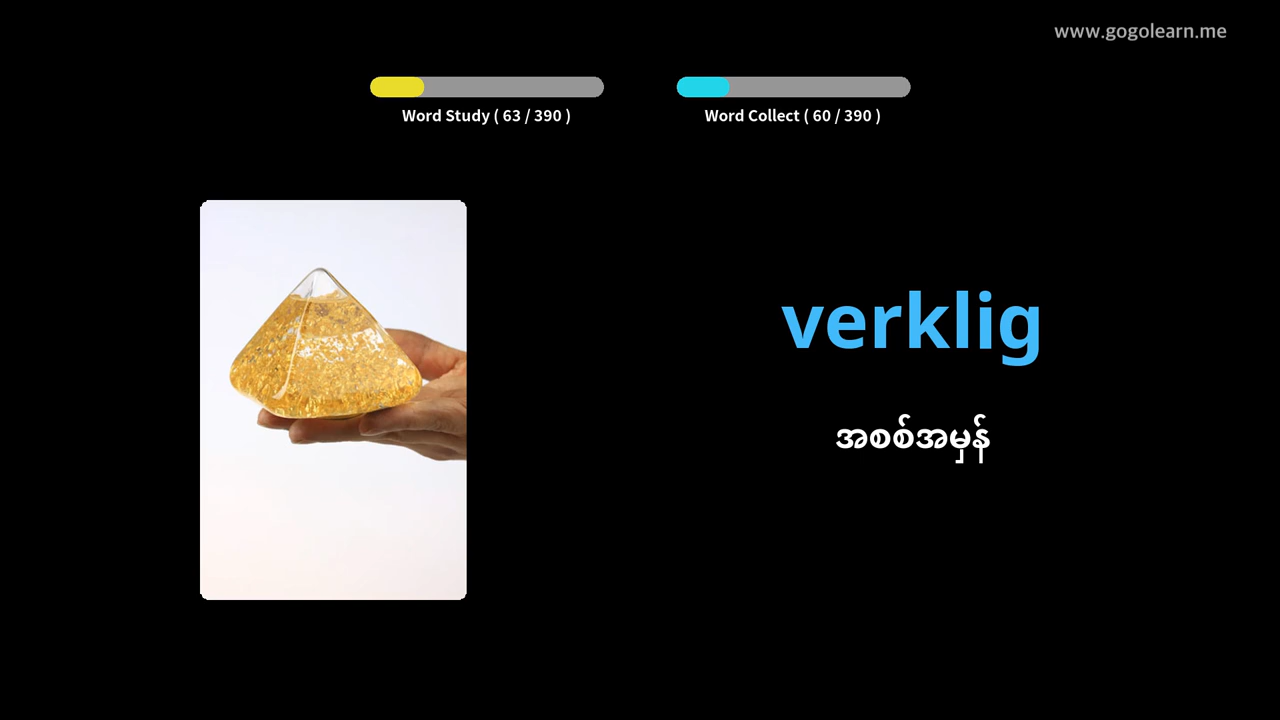 www.gogolearn.me
Word Study ( 63 / 390 )
Word Collect ( 60 / 390 )
verklig
အစစ်အမှန်